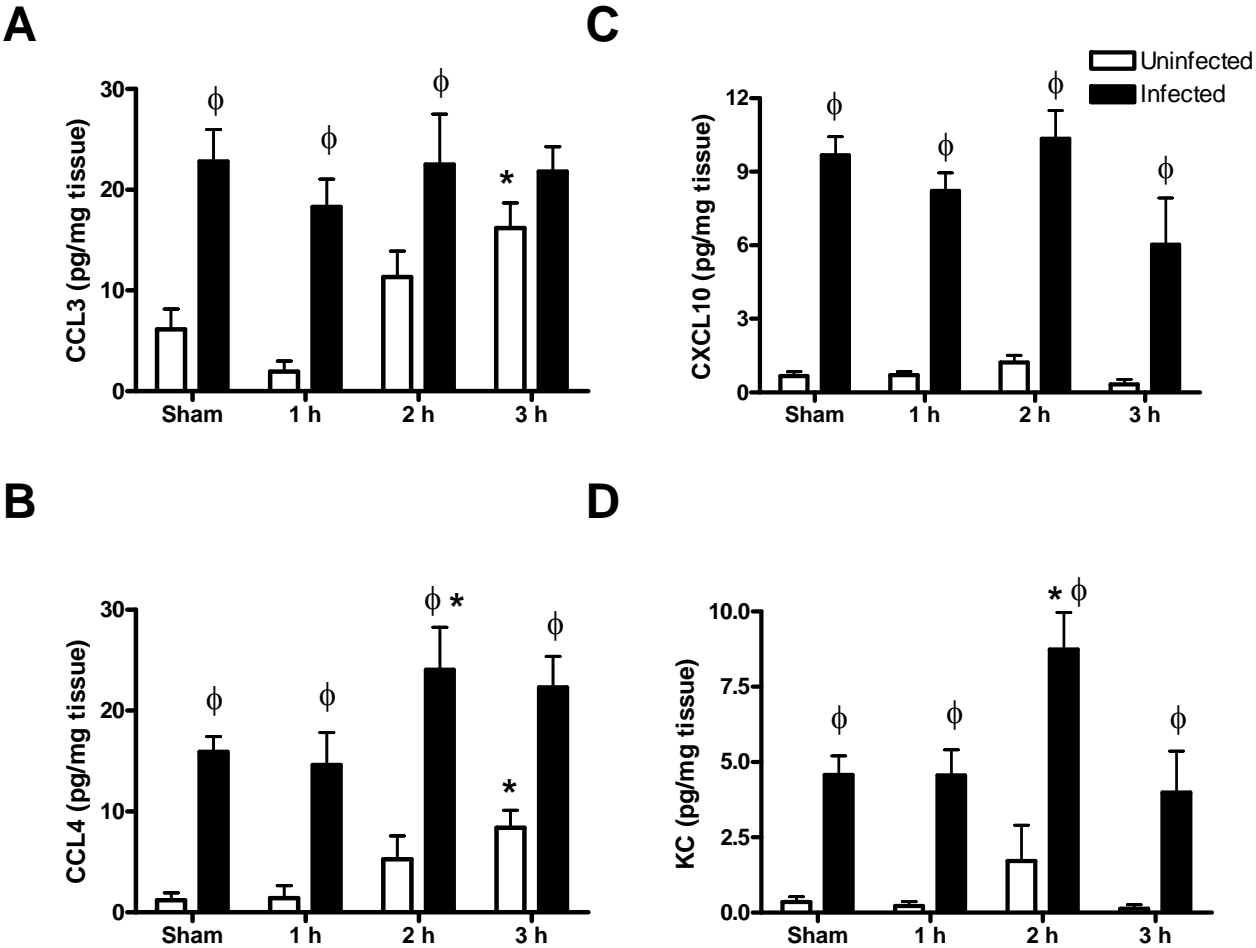 A
CCL3 (pg/mg tissue)
30
20
10
0
ϕ
ϕ
ϕ
*
Sham 1 h 2 h 3 h
C
Uninfected
Infected
CXCL10 (pg/mg tissue)
12
9
6
3
0
ϕ
ϕ
ϕ
ϕ
Sham 1 h 2 h 3 h
B
CCL4 (pg/mg tissue)
30
20
10
0
ϕ
ϕ
ϕ *
*
ϕ
Sham 1 h 2 h 3 h
D
KC (pg/mg tissue)
10.0
7.5
5.0
2.5
0.0
ϕ
ϕ
* ϕ
ϕ
Sham 1 h 2 h 3 h